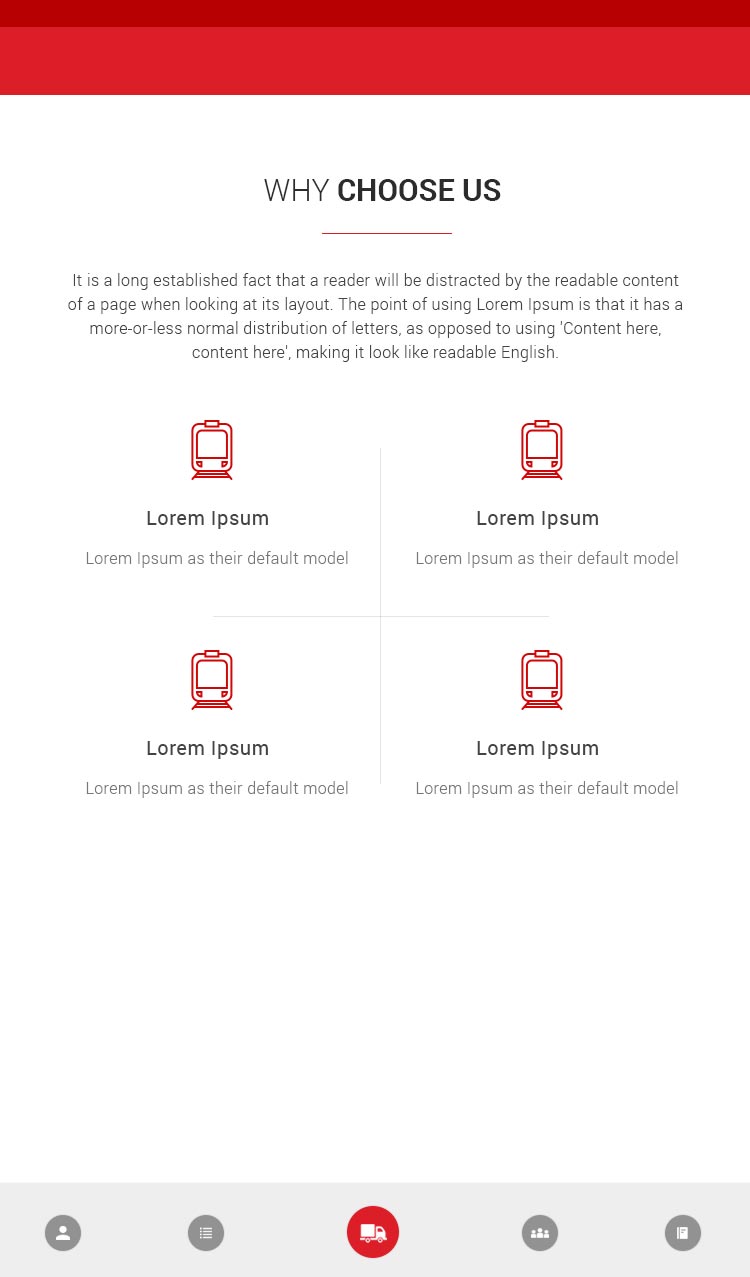 WHY CHOOSE US
It is a long established fact that a reader will be distracted by the readable content
of a page when looking at its layout. The point of using Lorem Ipsum is that it has a
more-or-less normal distribution of letters, as opposed to using 'Content here,
content here', making it look like readable English.
Lorem Ipsum
Lorem Ipsum as their default model
Lorem Ipsum
Lorem Ipsum as their default model
Lorem Ipsum
Lorem Ipsum as their default model
Lorem Ipsum
Lorem Ipsum as their default model